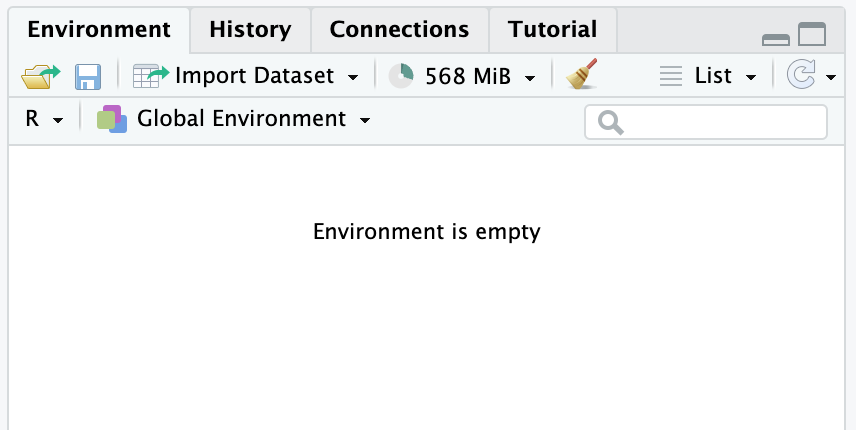 Environment History Connections Tutorial
Import Dataset 568 MiB List
R Global Environment
Environment is empty